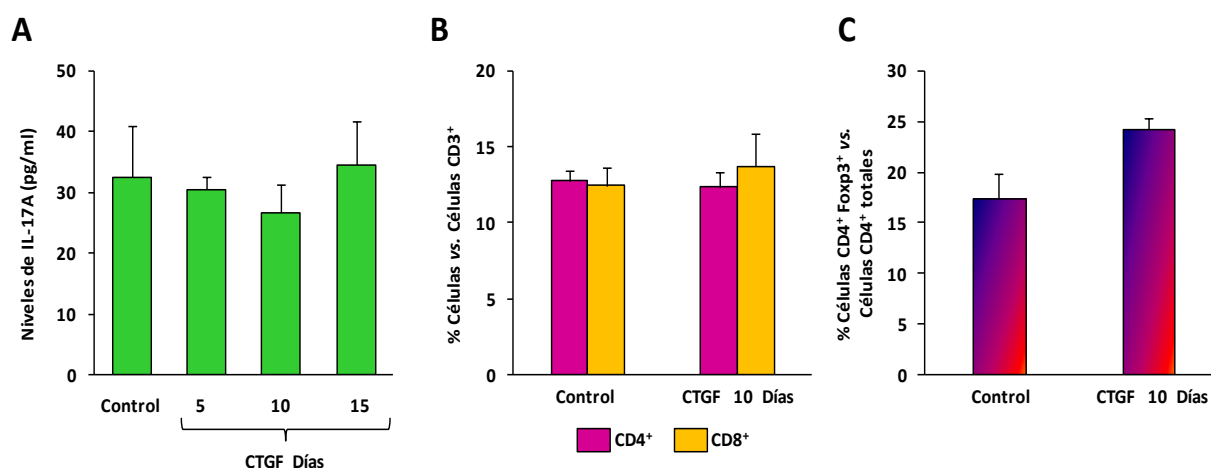 A
Niveles de IL-17A (pg/ml)
50
40
30
20
10
0
Control
5
10
15
CTGF Días
B
% Células vs. Células CD3⁺
20
15
10
5
0
Control
CTGF 10 Días
CD4⁺
CD8⁺
C
% Células CD4⁺ Foxp3⁺ vs.
Células CD4⁺ totales
30
25
20
15
10
5
0
Control
CTGF 10 Días